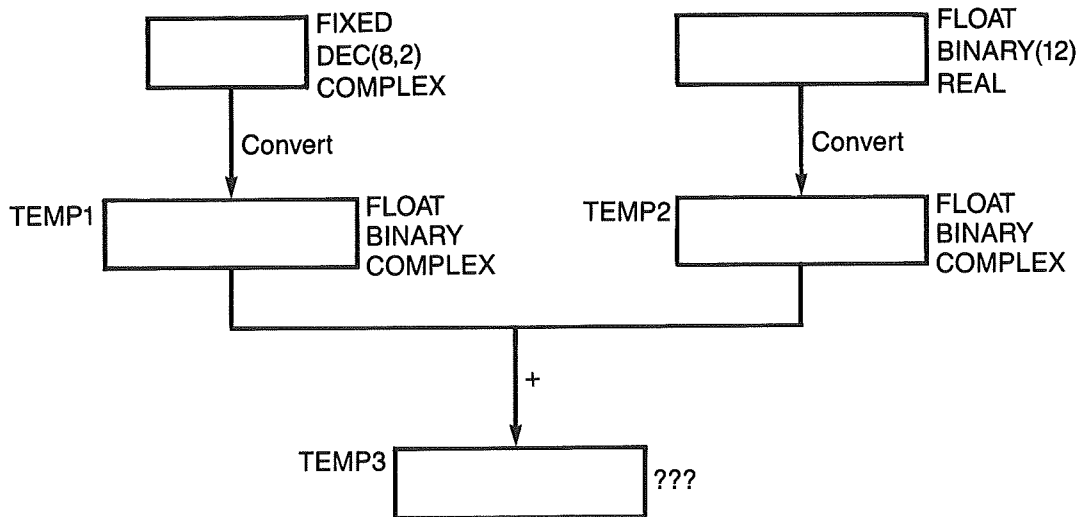 FIXED
DEC(8,2)
COMPLEX
FLOAT
BINARY(12)
REAL
Convert
Convert
TEMP1
FLOAT
BINARY
COMPLEX
TEMP2
FLOAT
BINARY
COMPLEX
+
TEMP3
???